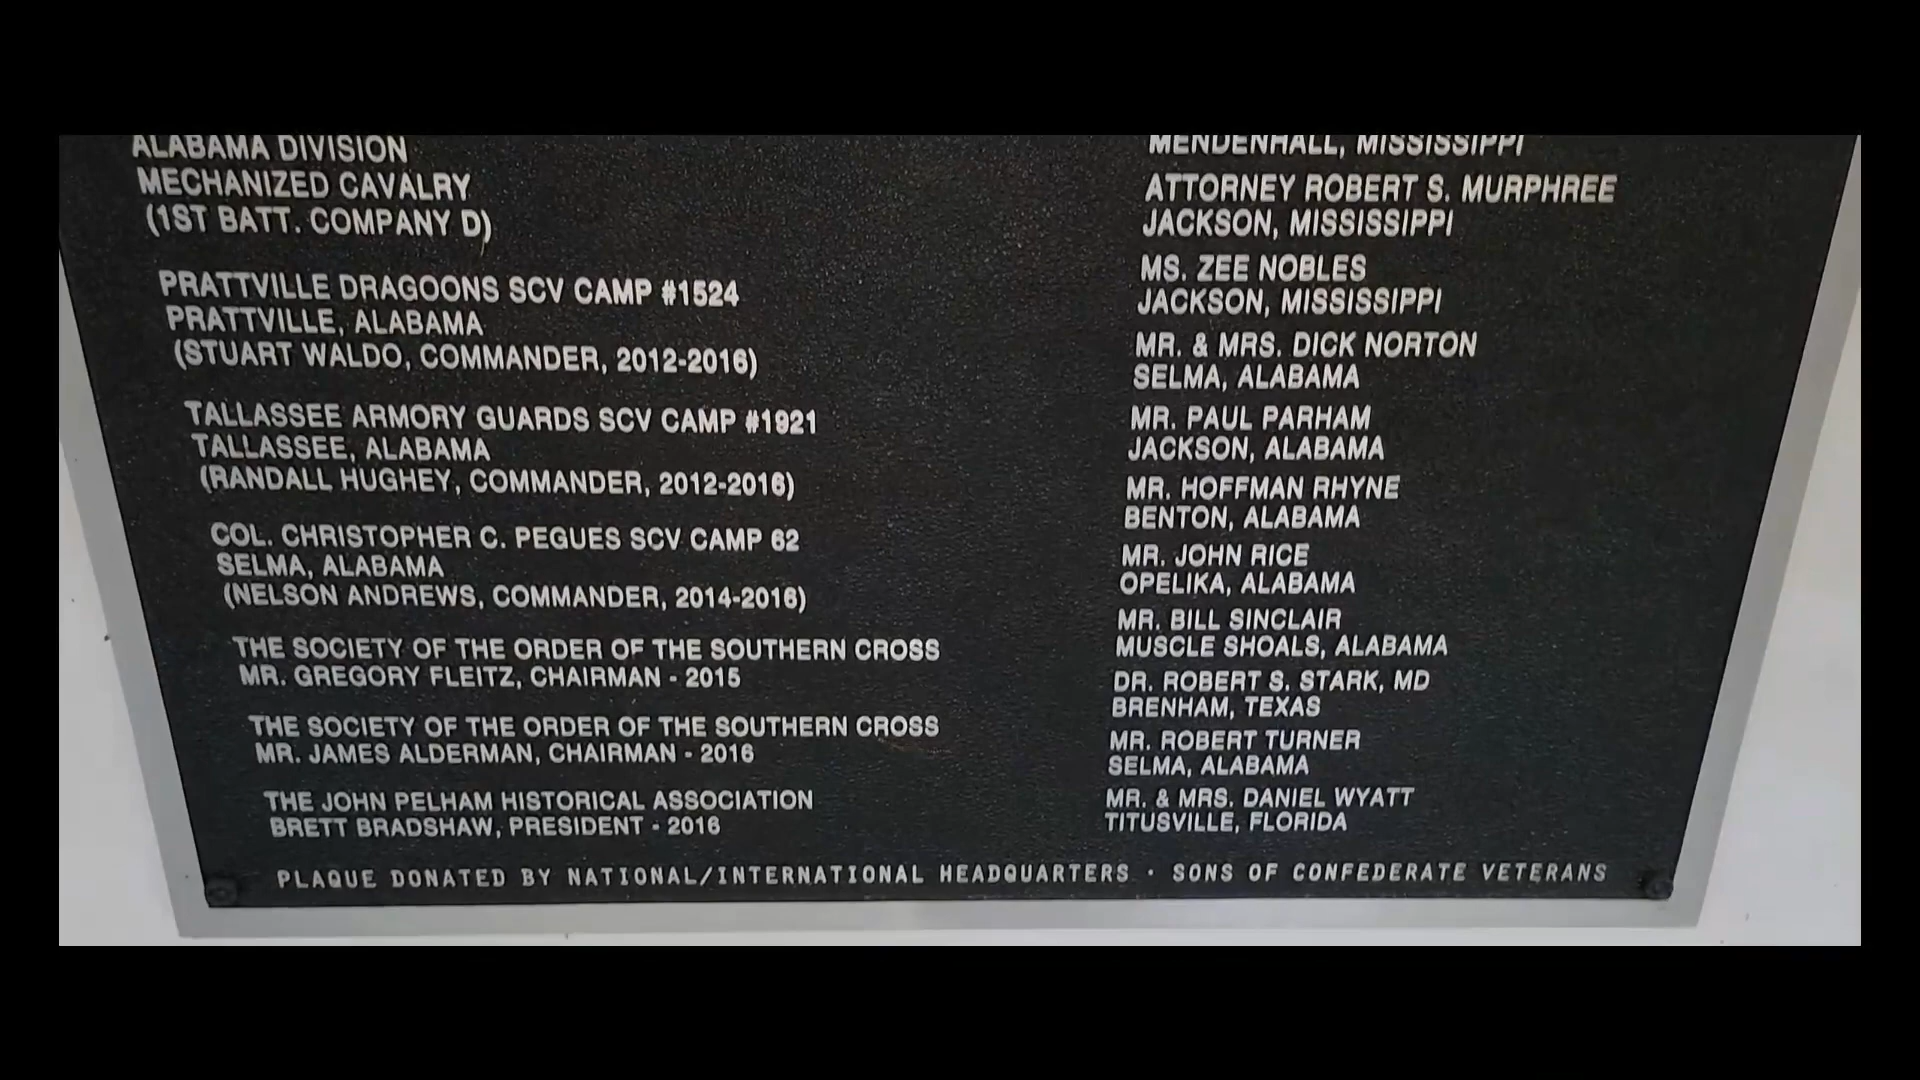 ALABAMA DIVISION
MECHANIZED CAVALRY
(1ST BATT. COMPANY D)
PRATTVILLE DRAGOONS SCV CAMP #1524
PRATTVILLE, ALABAMA
(STUART WALDO, COMMANDER, 2012-2016)
TALLASSEE ARMORY GUARDS SCV CAMP #1921
TALLASSEE, ALABAMA
(RANDALL HUGHEY, COMMANDER, 2012-2016)
COL. CHRISTOPHER C. PEGUES SCV CAMP 62
SELMA, ALABAMA
(NELSON ANDREWS, COMMANDER, 2014-2016)
THE SOCIETY OF THE ORDER OF THE SOUTHERN CROSS
MR. GREGORY FLEITZ, CHAIRMAN - 2015
THE SOCIETY OF THE ORDER OF THE SOUTHERN CROSS
MR. JAMES ALDERMAN, CHAIRMAN - 2016
THE JOHN PELHAM HISTORICAL ASSOCIATION
BRETT BRADSHAW, PRESIDENT - 2016
MENDENHALL, MISSISSIPPI
ATTORNEY ROBERT S. MURPHREE
JACKSON, MISSISSIPPI
MS. ZEE NOBLES
JACKSON, MISSISSIPPI
MR. & MRS. DICK NORTON
SELMA, ALABAMA
MR. PAUL PARHAM
JACKSON, ALABAMA
MR. HOFFMAN RHYNE
BENTON, ALABAMA
MR. JOHN RICE
OPELIKA, ALABAMA
MR. BILL SINCLAIR
MUSCLE SHOALS, ALABAMA
DR. ROBERT S. STARK, MD
BRENHAM, TEXAS
MR. ROBERT TURNER
SELMA, ALABAMA
MR. & MRS. DANIEL WYATT
TITUSVILLE, FLORIDA
PLAQUE DONATED BY NATIONAL/INTERNATIONAL HEADQUARTERS · SONS OF CONFEDERATE VETERANS